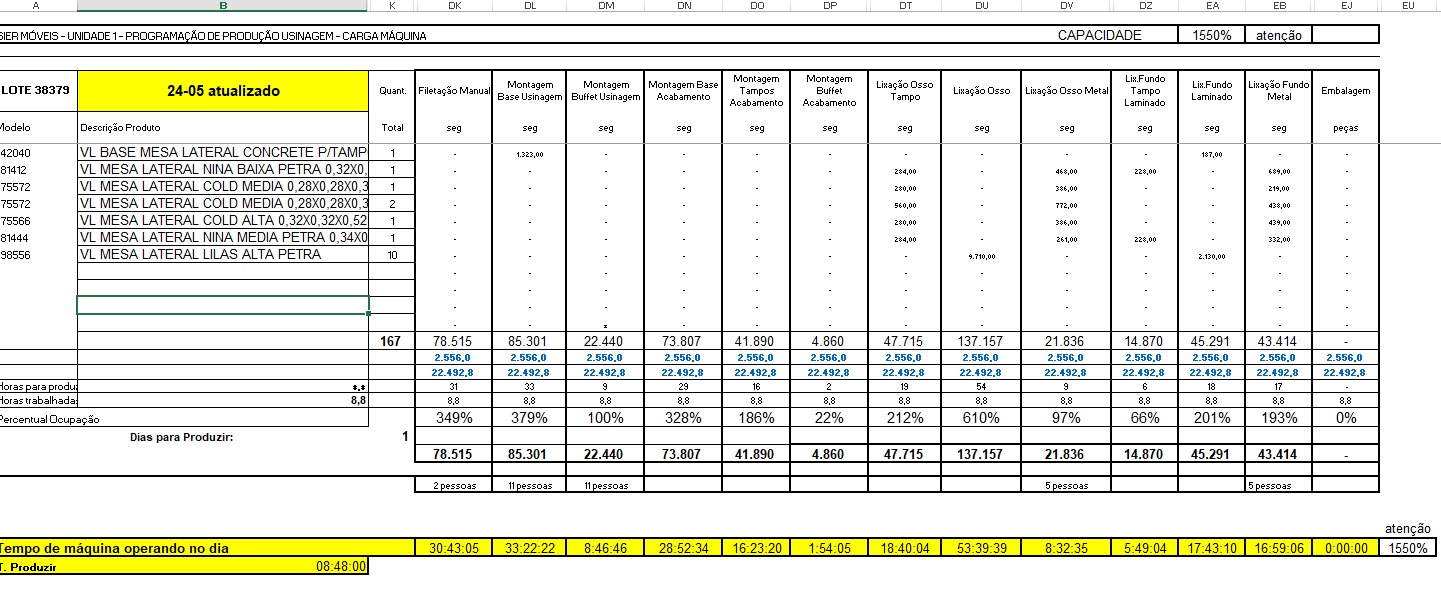 A B K DK DL DM DN DO DP DT DU DV DZ EA EB EJ EU
SIER MÓVEIS - UNIDADE 1 - PROGRAMAÇÃO DE PRODUÇÃO USINAGEM - CARGA MÁQUINA CAPACIDADE 1550% atenção
LOTE 38379 24-05 atualizado Quant. Filetação Manual Montagem Base Usinagem Montagem Buffet Usinagem Montagem Base Acabamento Montagem Tampos Acabamento Montagem Buffet Acabamento Lixação Osso Tampo Lixação Osso Lixação Osso Metal Lix.Fundo Tampo Laminado Lix.Fundo Laminado Lixação Fundo Metal Embalagem
Modelo Descrição Produto Total seg seg seg seg seg seg seg seg seg seg seg seg peças
42040 VL BASE MESA LATERAL CONCRETE P/TAMP 1 - 1.323,00 - - - - - - - - 187,00 - -
81412 VL MESA LATERAL NINA BAIXA PETRA 0,32X0, 1 - - - - - - 284,00 - 468,00 228,00 - 689,00 -
75572 VL MESA LATERAL COLD MEDIA 0,28X0,28X0,3 1 - - - - - - 280,00 - 386,00 - - 219,00 -
75572 VL MESA LATERAL COLD MEDIA 0,28X0,28X0,3 2 - - - - - - 560,00 - 772,00 - - 438,00 -
75566 VL MESA LATERAL COLD ALTA 0,32X0,32X0,52 1 - - - - - - 280,00 - 386,00 - - 439,00 -
81444 VL MESA LATERAL NINA MEDIA PETRA 0,34X0 1 - - - - - - 284,00 - 261,00 228,00 - 332,00 -
98556 VL MESA LATERAL LILAS ALTA PETRA 10 - - - - - - - 9.710,00 - - 2.130,00 - -
- - - - - - - - - - - - -
- - - - - - - - - - - - -
- - - - - - - - - - - - -
- - - - - - - - - - - -
167 78.515 85.301 22.440 73.807 41.890 4.860 47.715 137.157 21.836 14.870 45.291 43.414 -
2.556,0 2.556,0 2.556,0 2.556,0 2.556,0 2.556,0 2.556,0 2.556,0 2.556,0 2.556,0 2.556,0 2.556,0 2.556,0
22.492,8 22.492,8 22.492,8 22.492,8 22.492,8 22.492,8 22.492,8 22.492,8 22.492,8 22.492,8 22.492,8 22.492,8 22.492,8
Horas para produ *,* 31 33 9 29 16 2 19 54 9 6 18 17 -
Horas trabalhada 8,8 8,8 8,8 8,8 8,8 8,8 8,8 8,8 8,8 8,8 8,8 8,8 8,8 8,8
Percentual Ocupação 349% 379% 100% 328% 186% 22% 212% 610% 97% 66% 201% 193% 0%
Dias para Produzir: 1
78.515 85.301 22.440 73.807 41.890 4.860 47.715 137.157 21.836 14.870 45.291 43.414 -
2 pessoas 11 pessoas 11 pessoas 5 pessoas 5 pessoas
atenção
Tempo de máquina operando no dia 30:43:05 33:22:22 8:46:46 28:52:34 16:23:20 1:54:05 18:40:04 53:39:39 8:32:35 5:49:04 17:43:10 16:59:06 0:00:00 1550%
T. Produzir 08:48:00